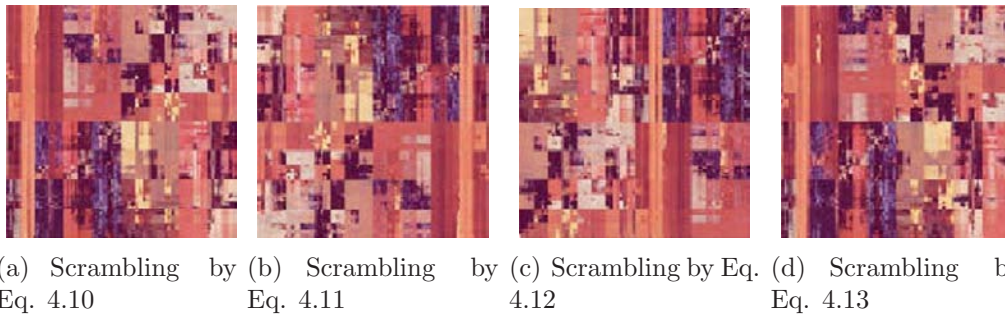 (a) Scrambling by
Eq. 4.10
(b) Scrambling by
Eq. 4.11
(c) Scrambling by Eq.
4.12
(d) Scrambling b
Eq. 4.13